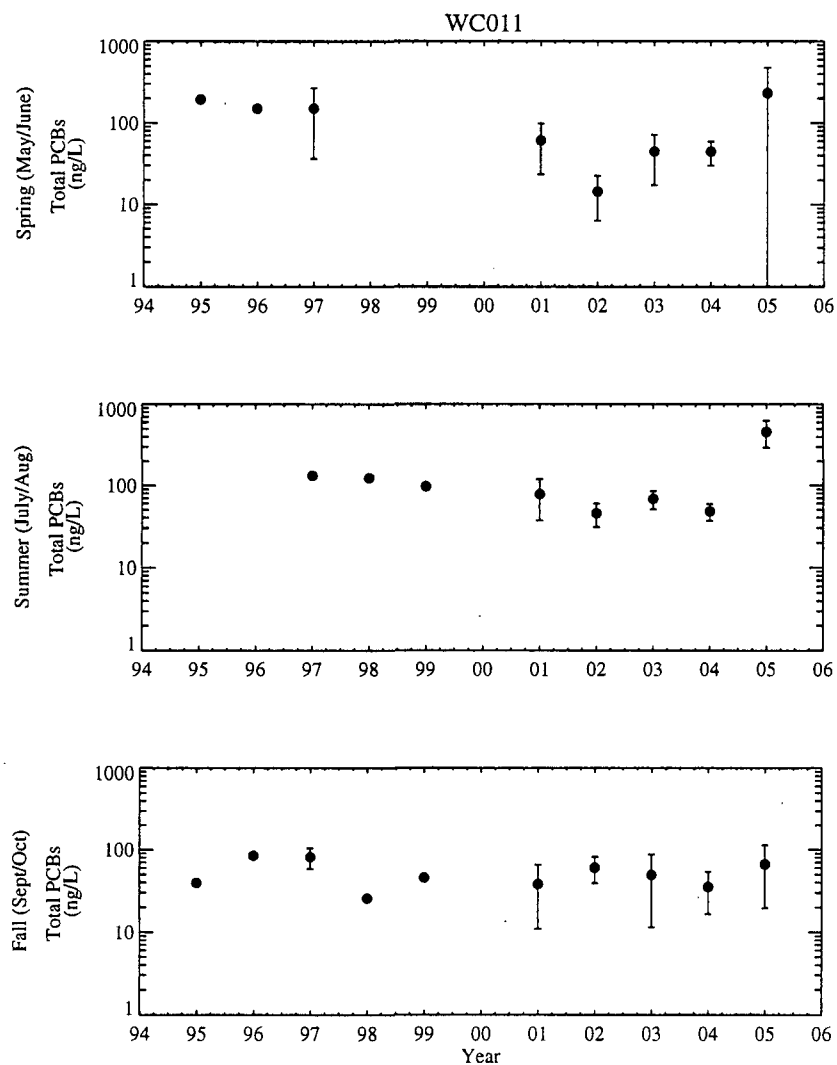 WC011
Spring (May/June)
Total PCBs
(ng/L)
1000
100
10
1
94 95 96 97 98 99 00 01 02 03 04 05 06
Summer (July/Aug)
Total PCBs
(ng/L)
1000
100
10
1
94 95 96 97 98 99 00 01 02 03 04 05 06
Fall (Sept/Oct)
Total PCBs
(ng/L)
1000
100
10
1
94 95 96 97 98 99 00 01 02 03 04 05 06
Year